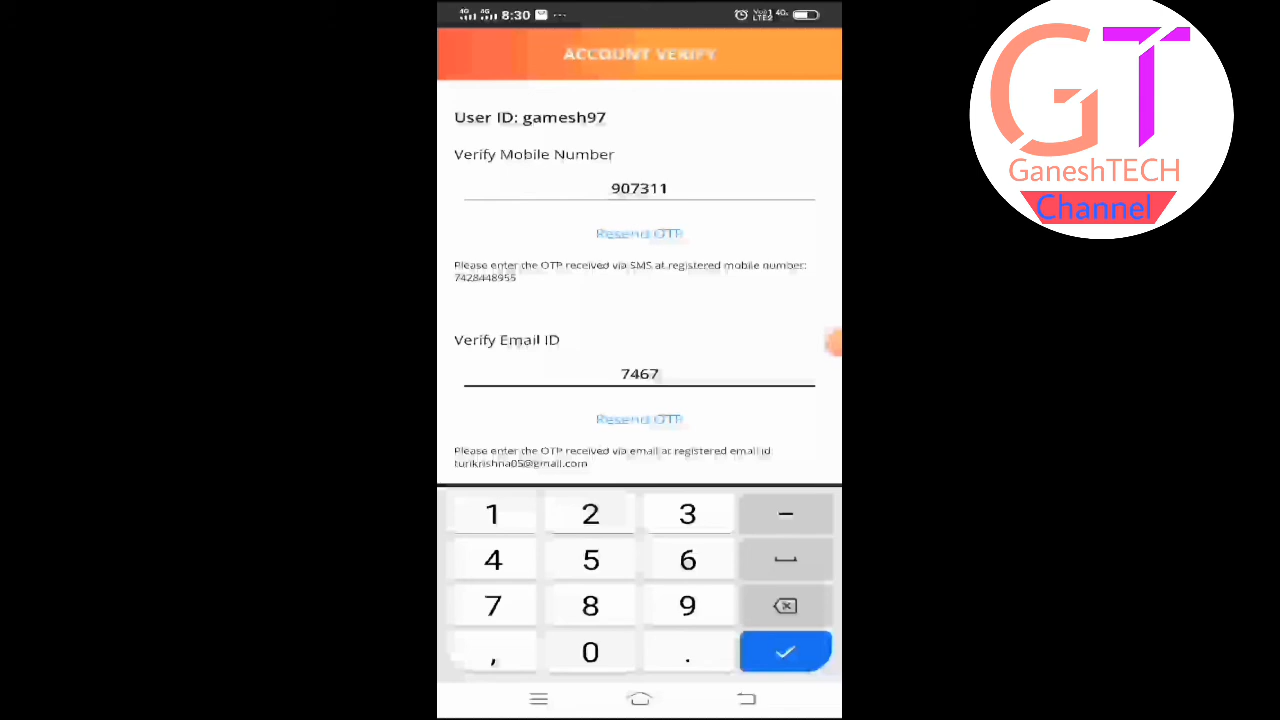 8:30
ACCOUNT VERIFY
User ID: gamesh97
Verify Mobile Number
907311
Resend OTP
Please enter the OTP received via SMS at registered mobile number:
7428448955
Verify Email ID
7467
Resend OTP
Please enter the OTP received via email at registered email id:
turikrishna05@gmail.com
1 2 3 -
4 5 6
7 8 9
, 0 .
GT
GaneshTECH
Channel